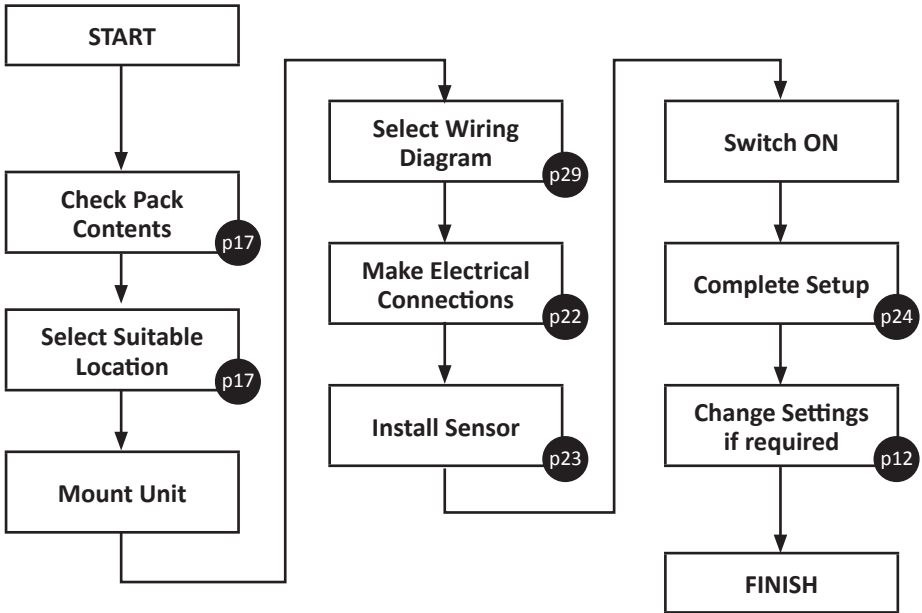 START
Check Pack
Contents
p17
Select Suitable
Location
p17
Mount Unit
Select Wiring
Diagram
p29
Make Electrical
Connections
p22
Install Sensor
p23
Switch ON
Complete Setup
p24
Change Settings
if required
p12
FINISH